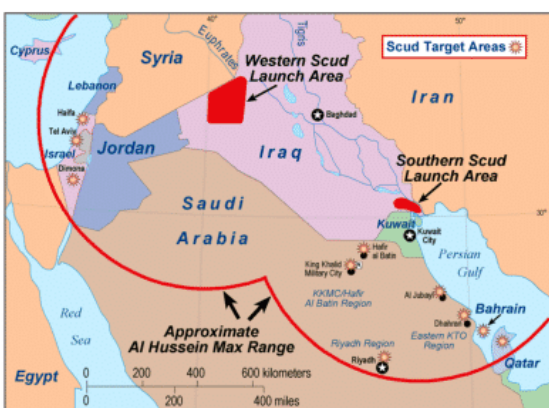 40°
50°
Cyprus
Syria
Euphrates
Tigris
Scud Target Areas
Western Scud
Launch Area
Iran
Lebanon
Haifa
Baghdad
Tel Aviv
Israel
Jordan
Iraq
Southern Scud
Launch Area
Dimona
Saudi
Arabia
30°
Kuwait
Kuwait
City
Hafir
al Batin
King Khalid
Military City
Persian
Gulf
KKMC/Hafir
Al Batin Region
Al Jubayl
Bahrain
Approximate
Al Hussein Max Range
Dhahran
Eastern KTO
Region
Riyadh Region
Riyadh
Qatar
Red
Sea
Egypt
0 200 400 600 kilometers
0 200 400 miles